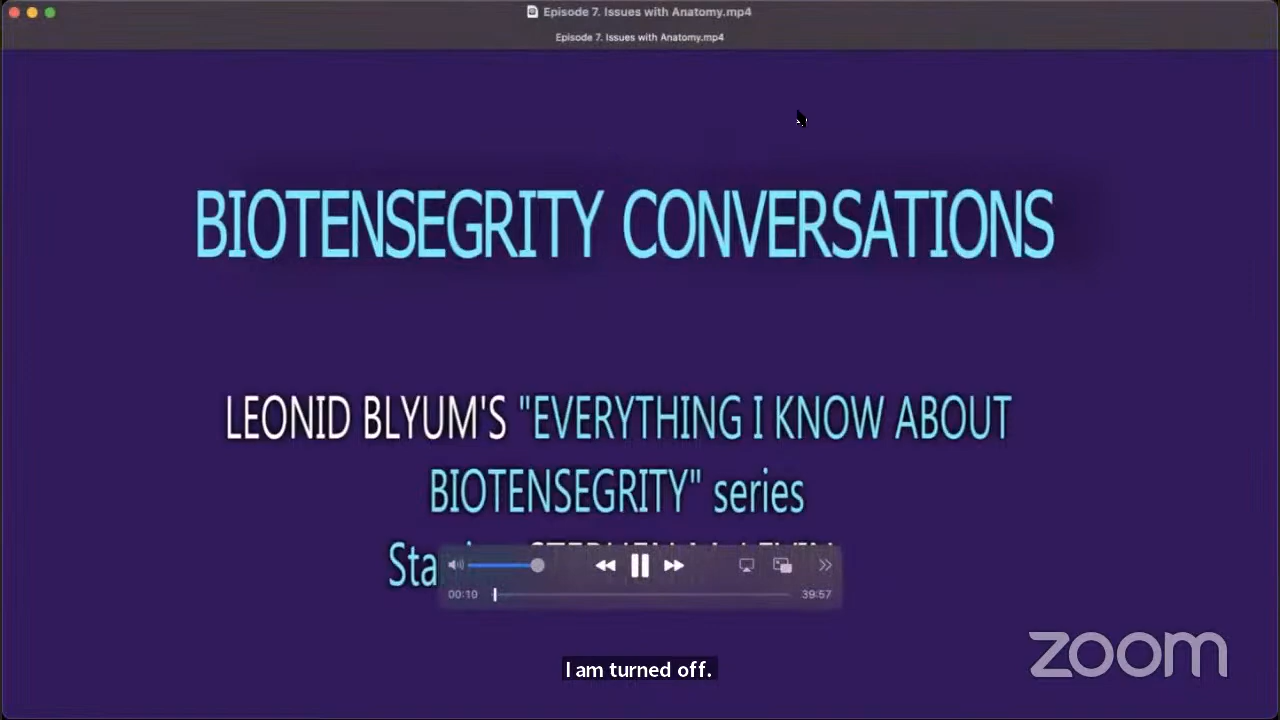 Episode 7. Issues with Anatomy.mp4
Episode 7. Issues with Anatomy.mp4
BIOTENSEGRITY CONVERSATIONS
LEONID BLYUM'S "EVERYTHING I KNOW ABOUT
BIOTENSEGRITY" series
00:10
39:57
I am turned off.
zoom